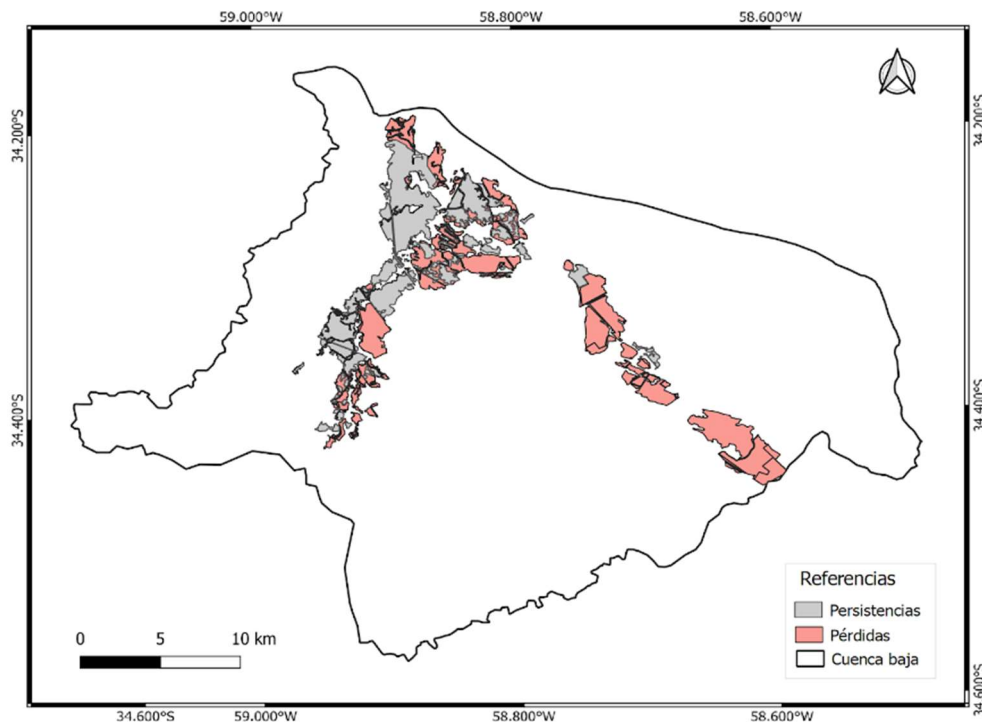 59.000°W 58.800°W 58.600°W
34.200°S 34.200°S
34.400°S 34.400°S
Referencias
Persistencias
Pérdidas
Cuenca baja
0 5 10 km
34.600°S
34.600°S 59.000°W 58.800°W 58.600°W